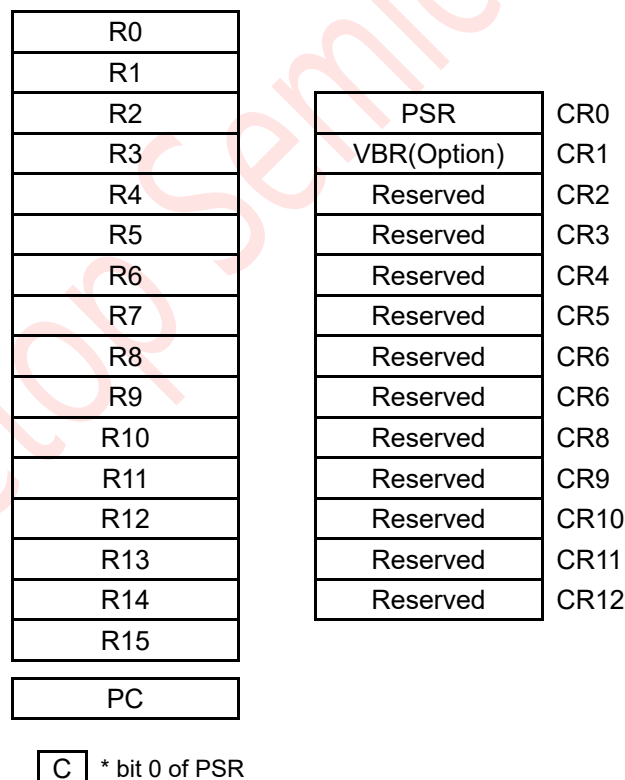 R0
R1
R2
R3
R4
R5
R6
R7
R8
R9
R10
R11
R12
R13
R14
R15
PC
C * bit 0 of PSR
PSR CR0
VBR(Option) CR1
Reserved CR2
Reserved CR3
Reserved CR4
Reserved CR5
Reserved CR6
Reserved CR6
Reserved CR8
Reserved CR9
Reserved CR10
Reserved CR11
Reserved CR12
top Semic